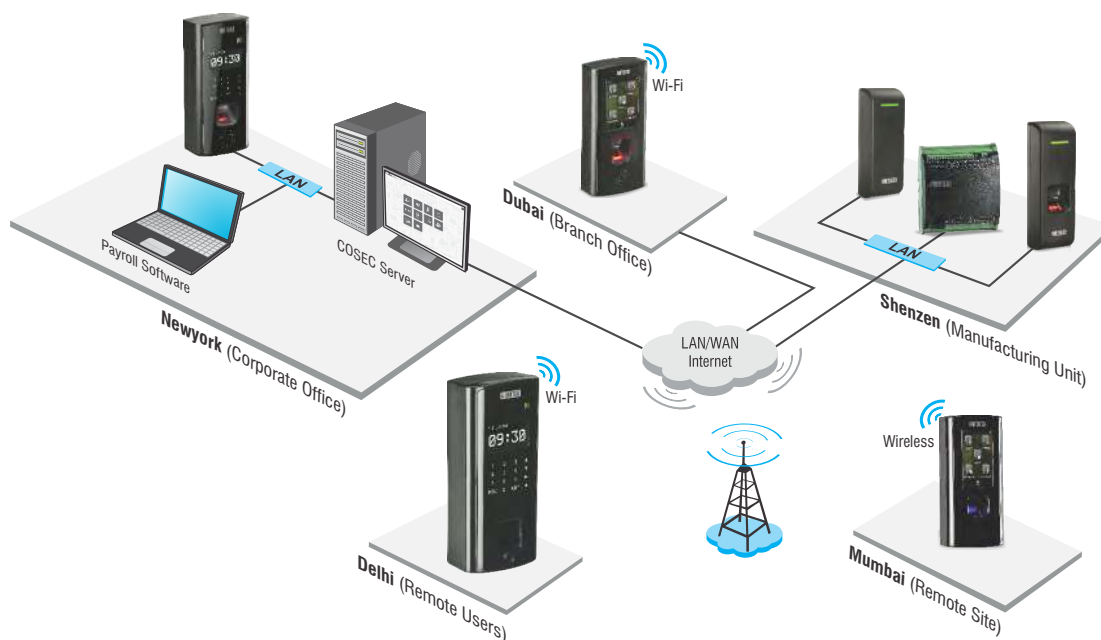 09:30
LAN
Payroll Software
COSEC Server
Newyork (Corporate Office)
Wi-Fi
Dubai (Branch Office)
LAN
Shenzen (Manufacturing Unit)
LAN/WAN
Internet
Wi-Fi
09:30
Delhi (Remote Users)
Wireless
Mumbai (Remote Site)